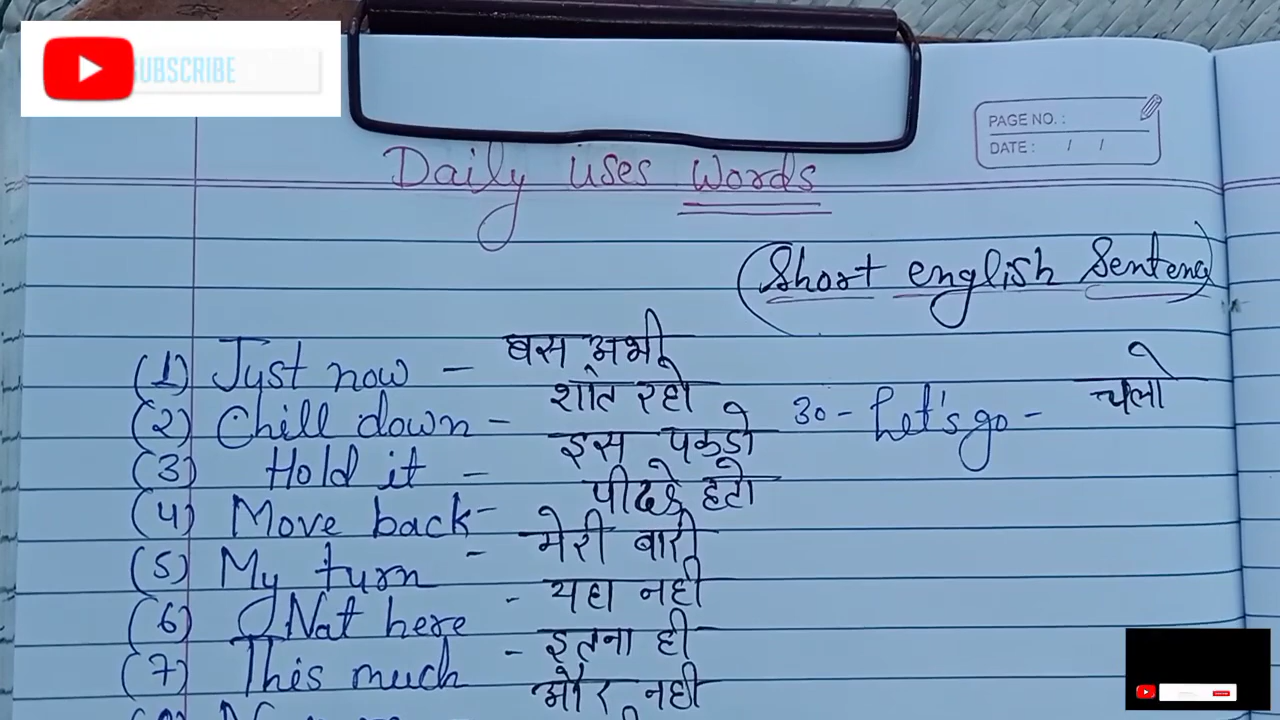 SUBSCRIBE
PAGE NO. :
DATE : / /
Daily uses Words
(Short english Sentenc)
(1) Just now - बस अभी
(2) Chill down - शांत रहो
30 - Let's go - चलो
(3) Hold it - इस पकडो
(4) Move back - पीछे हटो
(5) My turn - मेरी बारी
(6) Nat here - यहा नही
(7) This much - इतना ही
और नही